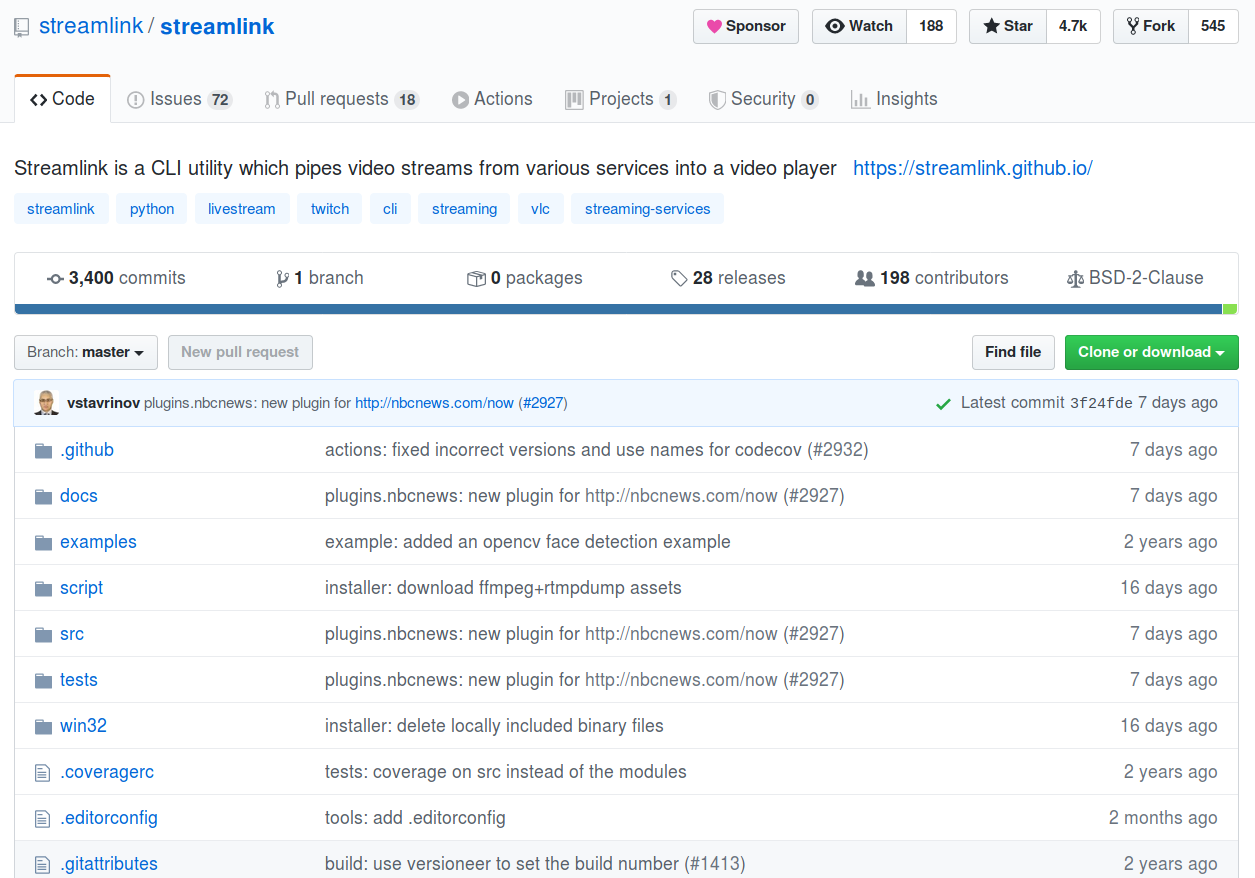 streamlink / streamlink Sponsor Watch 188 Star 4.7k Fork 545
Code Issues 72 Pull requests 18 Actions Projects 1 Security 0 Insights
Streamlink is a CLI utility which pipes video streams from various services into a video player https://streamlink.github.io/
streamlink python livestream twitch cli streaming vlc streaming-services
3,400 commits 1 branch 0 packages 28 releases 198 contributors BSD-2-Clause
Branch: master New pull request Find file Clone or download
vstavrinov plugins.nbcnews: new plugin for http://nbcnews.com/now (#2927) Latest commit 3f24fde 7 days ago
.github actions: fixed incorrect versions and use names for codecov (#2932) 7 days ago
docs plugins.nbcnews: new plugin for http://nbcnews.com/now (#2927) 7 days ago
examples example: added an opencv face detection example 2 years ago
script installer: download ffmpeg+rtmpdump assets 16 days ago
src plugins.nbcnews: new plugin for http://nbcnews.com/now (#2927) 7 days ago
tests plugins.nbcnews: new plugin for http://nbcnews.com/now (#2927) 7 days ago
win32 installer: delete locally included binary files 16 days ago
.coveragerc tests: coverage on src instead of the modules 2 years ago
.editorconfig tools: add .editorconfig 2 months ago
.gitattributes build: use versioneer to set the build number (#1413) 2 years ago